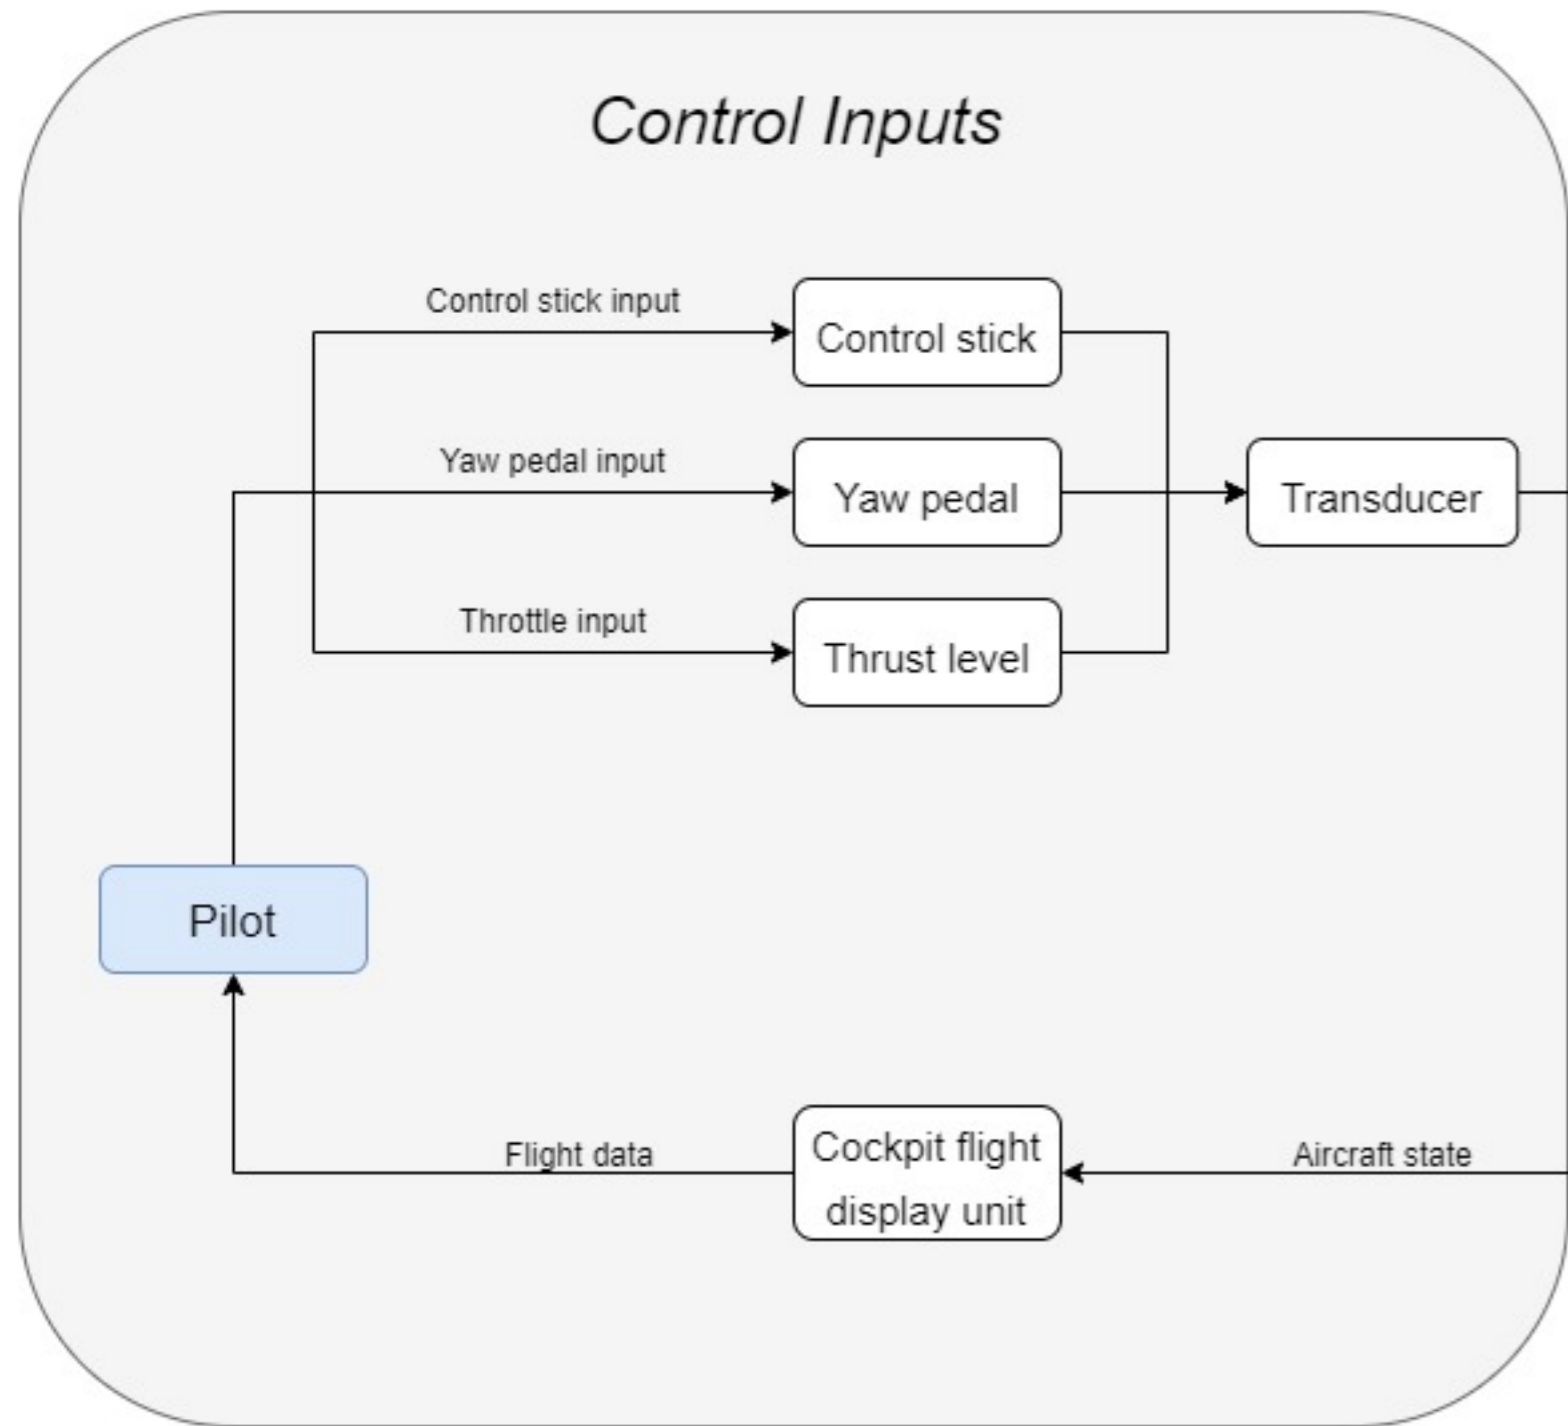 Control Inputs
Control stick input
Control stick
Yaw pedal input
Yaw pedal
Transducer
Throttle input
Thrust level
Pilot
Flight data
Cockpit flight
display unit
Aircraft state